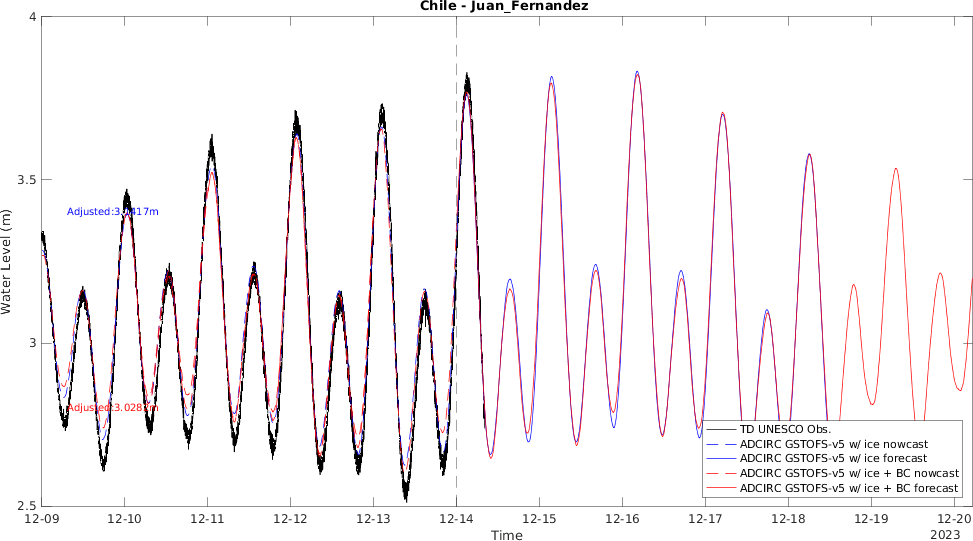 Chile - Juan_Fernandez
4
3.5
3
2.5
Water Level (m)
TD UNESCO Obs.
ADCIRC GSTOFS-v5 w/ ice nowcast
ADCIRC GSTOFS-v5 w/ ice forecast
ADCIRC GSTOFS-v5 w/ ice + BC nowcast
ADCIRC GSTOFS-v5 w/ ice + BC forecast
12-09 12-10 12-11 12-12 12-13 12-14 12-15 12-16 12-17 12-18 12-19 12-20
Time
2023